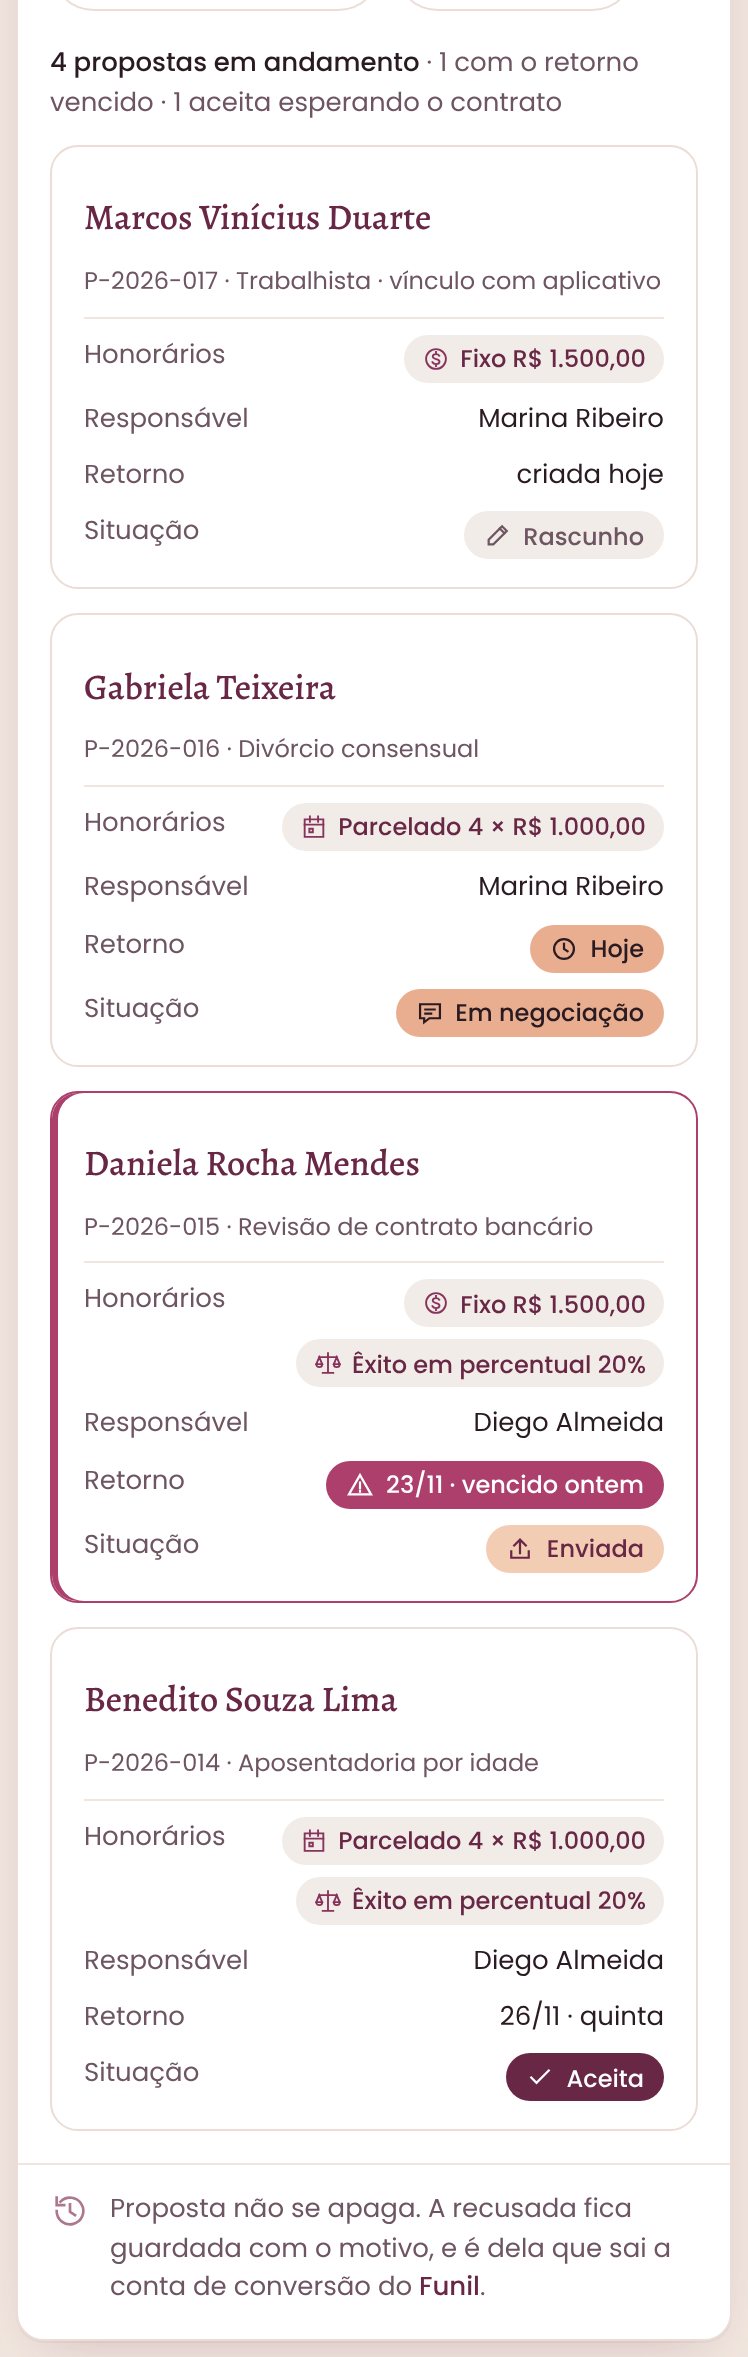 4 propostas em andamento · 1 com o retorno
vencido · 1 aceita esperando o contrato
Marcos Vinícius Duarte
P-2026-017 · Trabalhista · vínculo com aplicativo
Honorários
Fixo R$ 1.500,00
Responsável
Marina Ribeiro
Retorno
criada hoje
Situação
Rascunho
Gabriela Teixeira
P-2026-016 · Divórcio consensual
Honorários
Parcelado 4 × R$ 1.000,00
Responsável
Marina Ribeiro
Retorno
Hoje
Situação
Em negociação
Daniela Rocha Mendes
P-2026-015 · Revisão de contrato bancário
Honorários
Fixo R$ 1.500,00
Êxito em percentual 20%
Responsável
Diego Almeida
Retorno
23/11 · vencido ontem
Situação
Enviada
Benedito Souza Lima
P-2026-014 · Aposentadoria por idade
Honorários
Parcelado 4 × R$ 1.000,00
Êxito em percentual 20%
Responsável
Diego Almeida
Retorno
26/11 · quinta
Situação
Aceita
Proposta não se apaga. A recusada fica
guardada com o motivo, e é dela que sai a
conta de conversão do Funil.